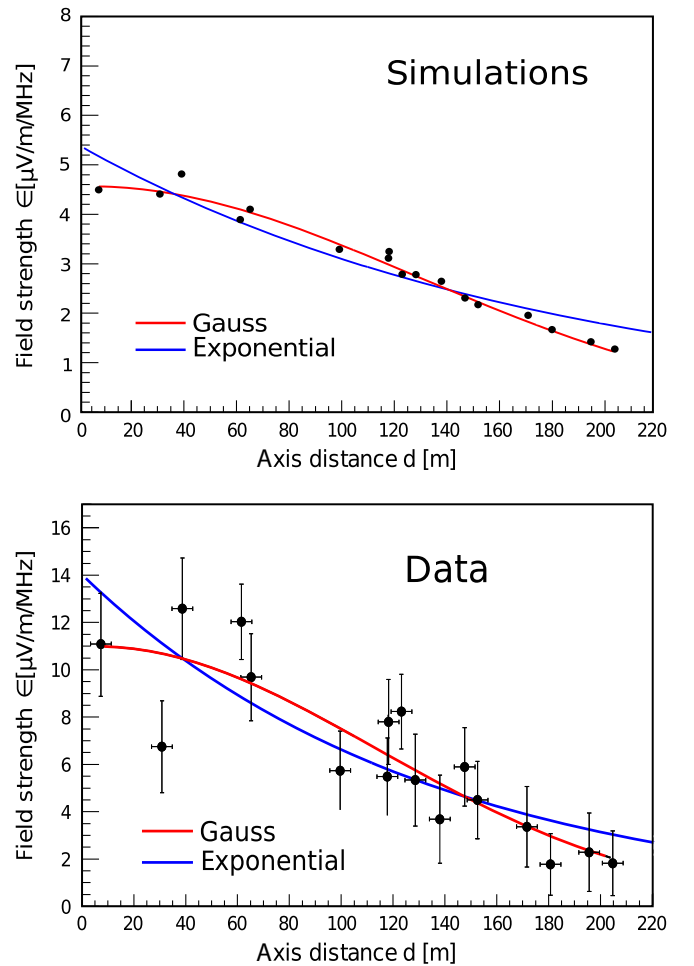 8
7
6
5
4
3
2
1
0
Field strength ∈[μV/m/MHz]
Simulations
Gauss
Exponential
0 20 40 60 80 100 120 140 160 180 200 220
Axis distance d [m]
16
14
12
10
8
6
4
2
0
Field strength ∈[μV/m/MHz]
Data
Gauss
Exponential
0 20 40 60 80 100 120 140 160 180 200 220
Axis distance d [m]